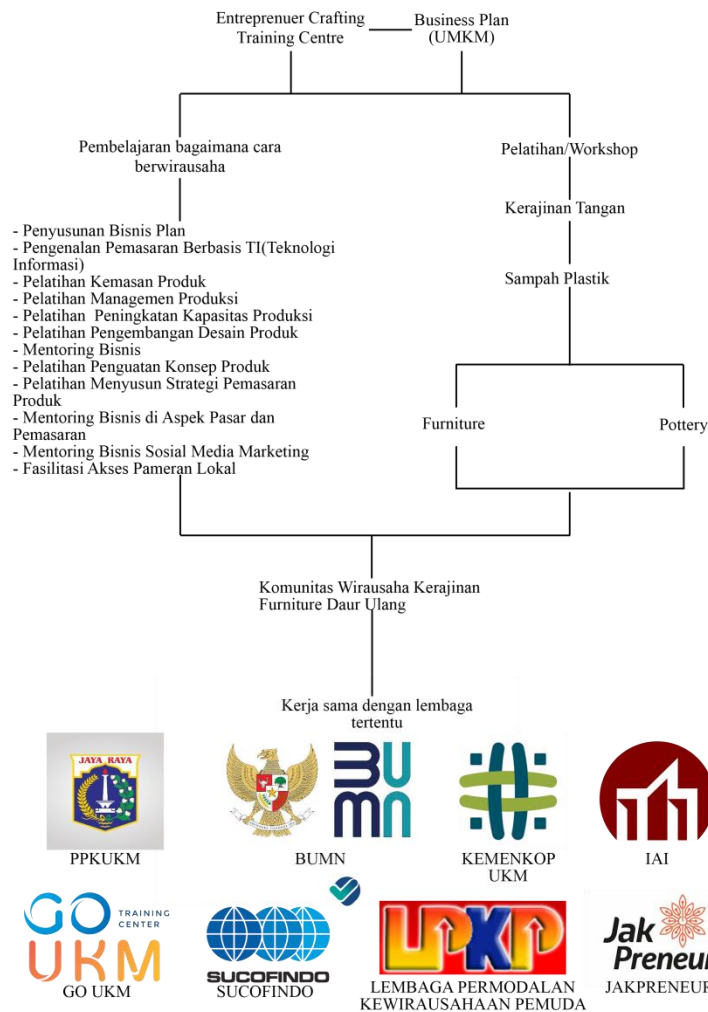 Entreprenuer Crafting
Training Centre
Business Plan
(UMKM)
Pembelajaran bagaimana cara
berwirausaha
Pelatihan/Workshop
Kerajinan Tangan
Sampah Plastik
- Penyusunan Bisnis Plan
- Pengenalan Pemasaran Berbasis TI(Teknologi
Informasi)
- Pelatihan Kemasan Produk
- Pelatihan Managemen Produksi
- Pelatihan Peningkatan Kapasitas Produksi
- Pelatihan Pengembangan Desain Produk
- Mentoring Bisnis
- Pelatihan Penguatan Konsep Produk
- Pelatihan Menyusun Strategi Pemasaran
Produk
- Mentoring Bisnis di Aspek Pasar dan
Pemasaran
- Mentoring Bisnis Sosial Media Marketing
- Fasilitasi Akses Pameran Lokal
Furniture
Pottery
Komunitas Wirausaha Kerajinan
Furniture Daur Ulang
Kerja sama dengan lembaga
tertentu
JAYA RAYA
BUMN
PPKUKM
BUMN
KEMENKOP
UKM
IAI
GO TRAINING
CENTER
UKM
GO UKM
SUCOFINDO
SUCOFINDO
LPKP
LEMBAGA PERMODALAN
KEWIRAUSAHAAN PEMUDA
Jak
Preneur
JAKPRENEUR